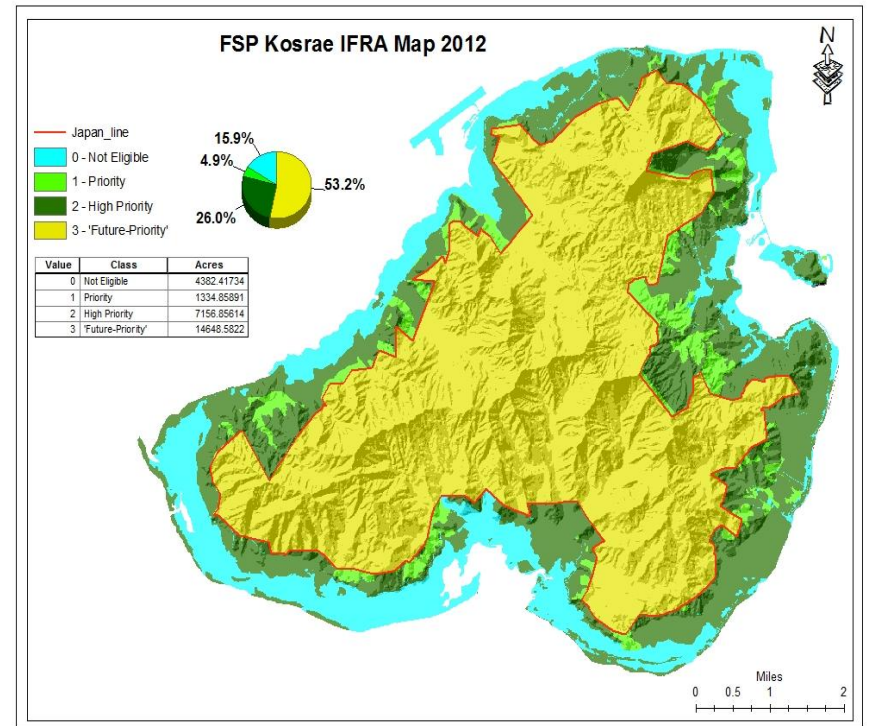 FSP Kosrae IFRA Map 2012
N
Japan_line
0 - Not Eligible
1 - Priority
2 - High Priority
3 - 'Future-Priority'
15.9%
4.9%
53.2%
26.0%
Value Class Acres
0 Not Eligible 4382.41734
1 Priority 1334.85891
2 High Priority 7156.85614
3 'Future-Priority' 14648.5822
Miles
0 0.5 1 2